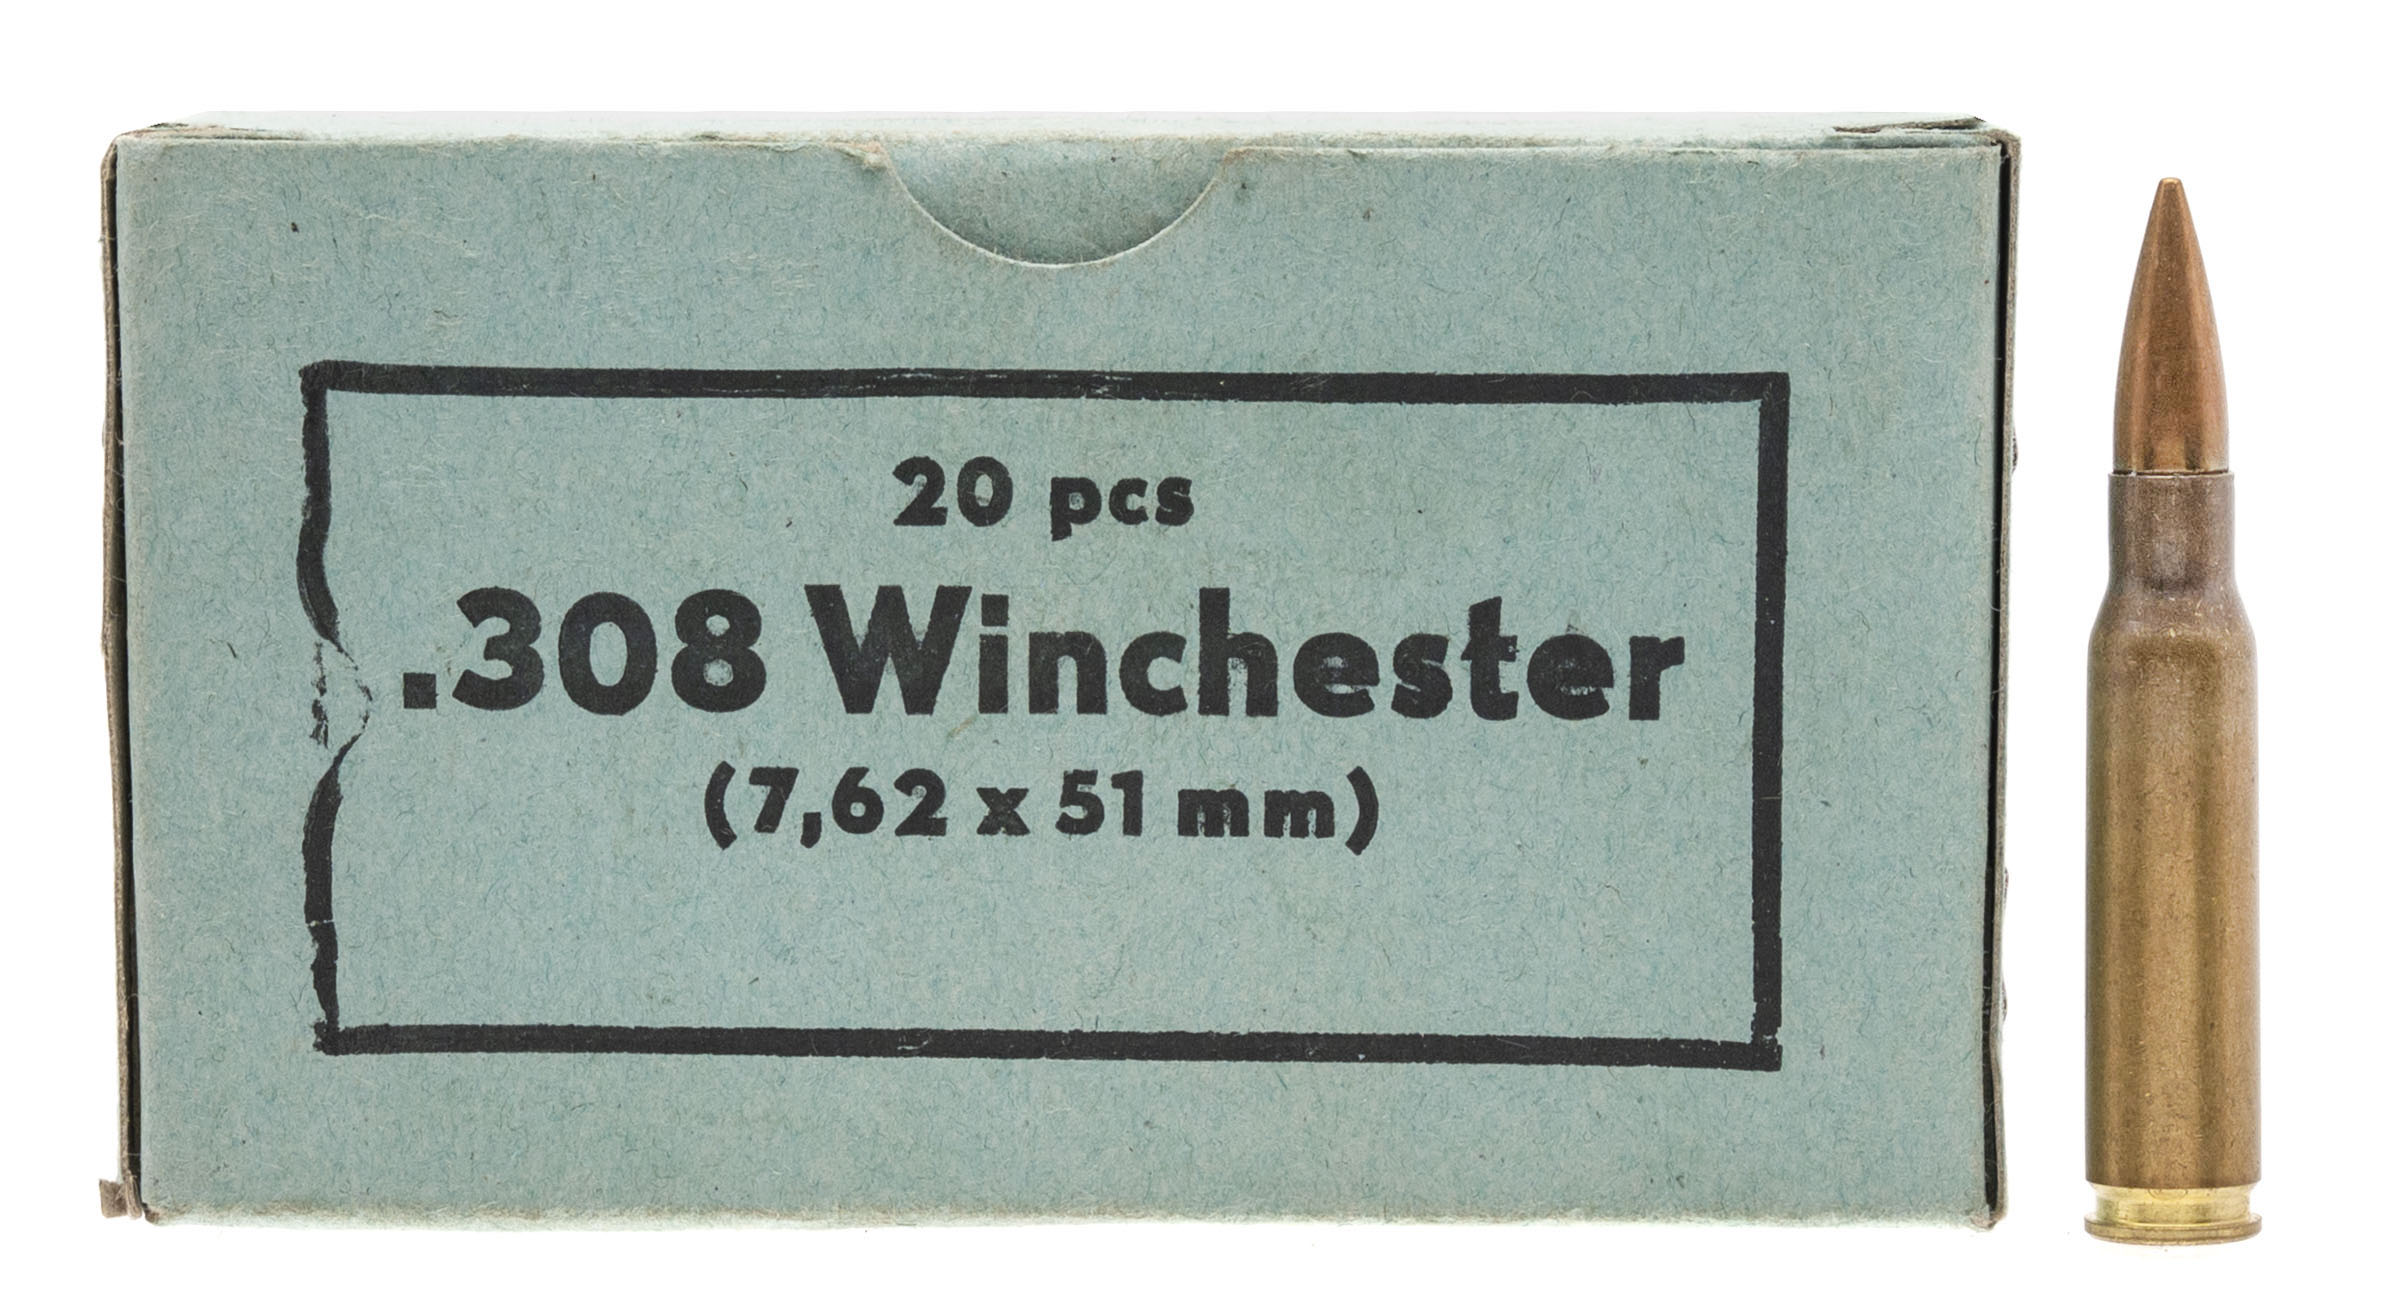 20 pcs
.308 Winchester
(7,62 x 51 mm)